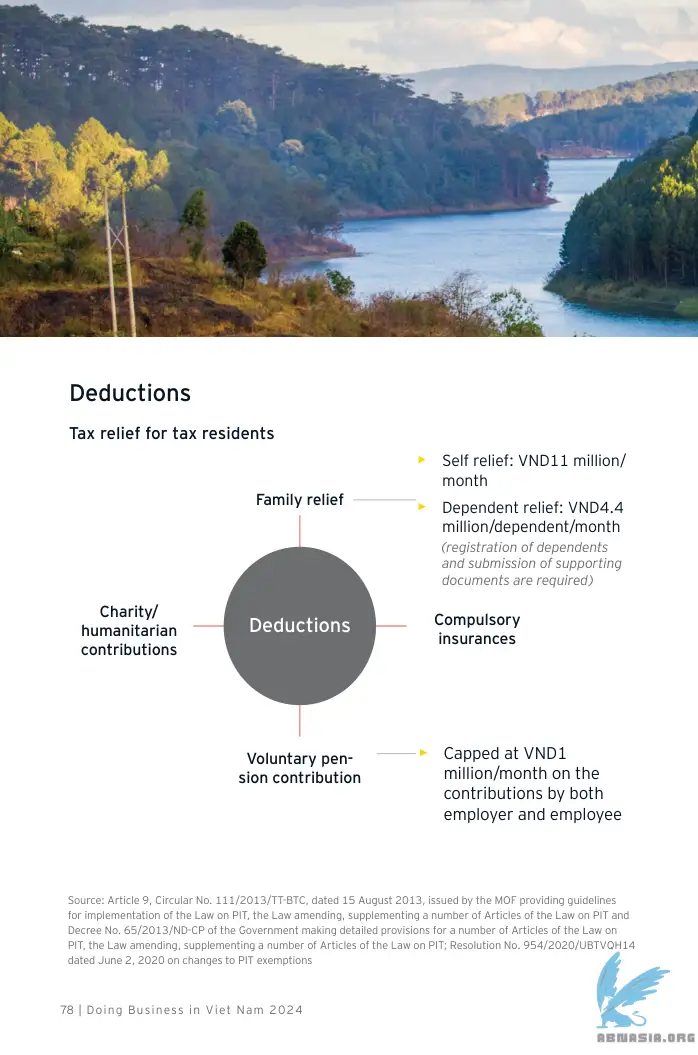 Deductions
Tax relief for tax residents
Family relief
► Self relief: VND11 million/
month
► Dependent relief: VND4.4
million/dependent/month
(registration of dependents
and submission of supporting
documents are required)
Charity/
humanitarian
contributions
Deductions
Compulsory
insurances
Voluntary pen-
sion contribution
► Capped at VND1
million/month on the
contributions by both
employer and employee
Source: Article 9, Circular No. 111/2013/TT-BTC, dated 15 August 2013, issued by the MOF providing guidelines
for implementation of the Law on PIT, the Law amending, supplementing a number of Articles of the Law on PIT and
Decree No. 65/2013/ND-CP of the Government making detailed provisions for a number of Articles of the Law on
PIT, the Law amending, supplementing a number of Articles of the Law on PIT; Resolution No. 954/2020/UBTVQH14
dated June 2, 2020 on changes to PIT exemptions
78 | Doing Business in Viet Nam 2024
ABNASIA.ORG